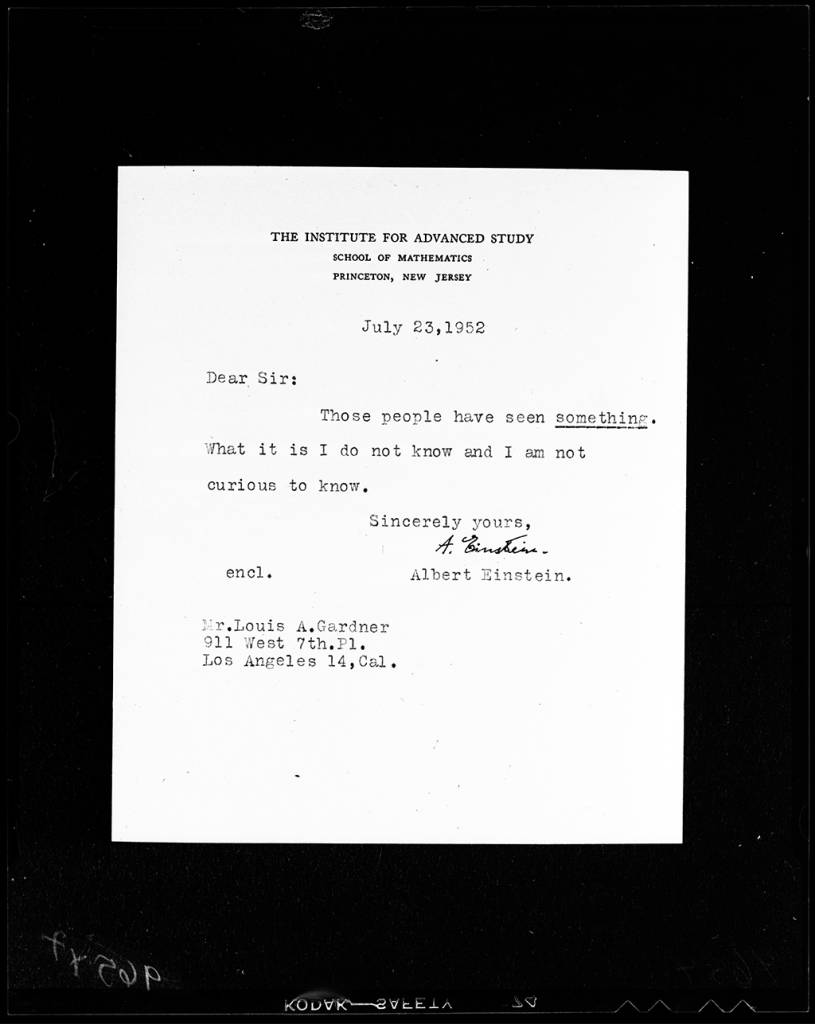 THE INSTITUTE FOR ADVANCED STUDY
SCHOOL OF MATHEMATICS
PRINCETON, NEW JERSEY
July 23,1952
Dear Sir:
Those people have seen something.
What it is I do not know and I am not
curious to know.
Sincerely yours,
A. Einstein.
encl. Albert Einstein.
Mr.Louis A.Gardner
911 West 7th.Pl.
Los Angeles 14,Cal.
KODAK SAFETY